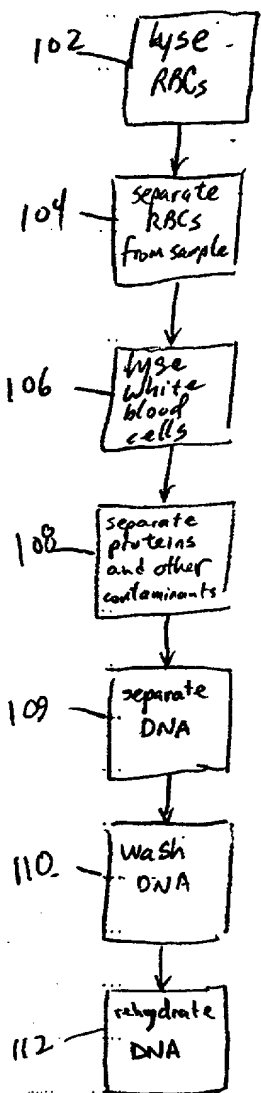 102
lyse
RBCs
104
separate
RBCs
from sample
106
lyse
white
blood
cells
108
separate
proteins
and other
contaminants
109
separate
DNA
110
wash
DNA
112
rehydrate
DNA